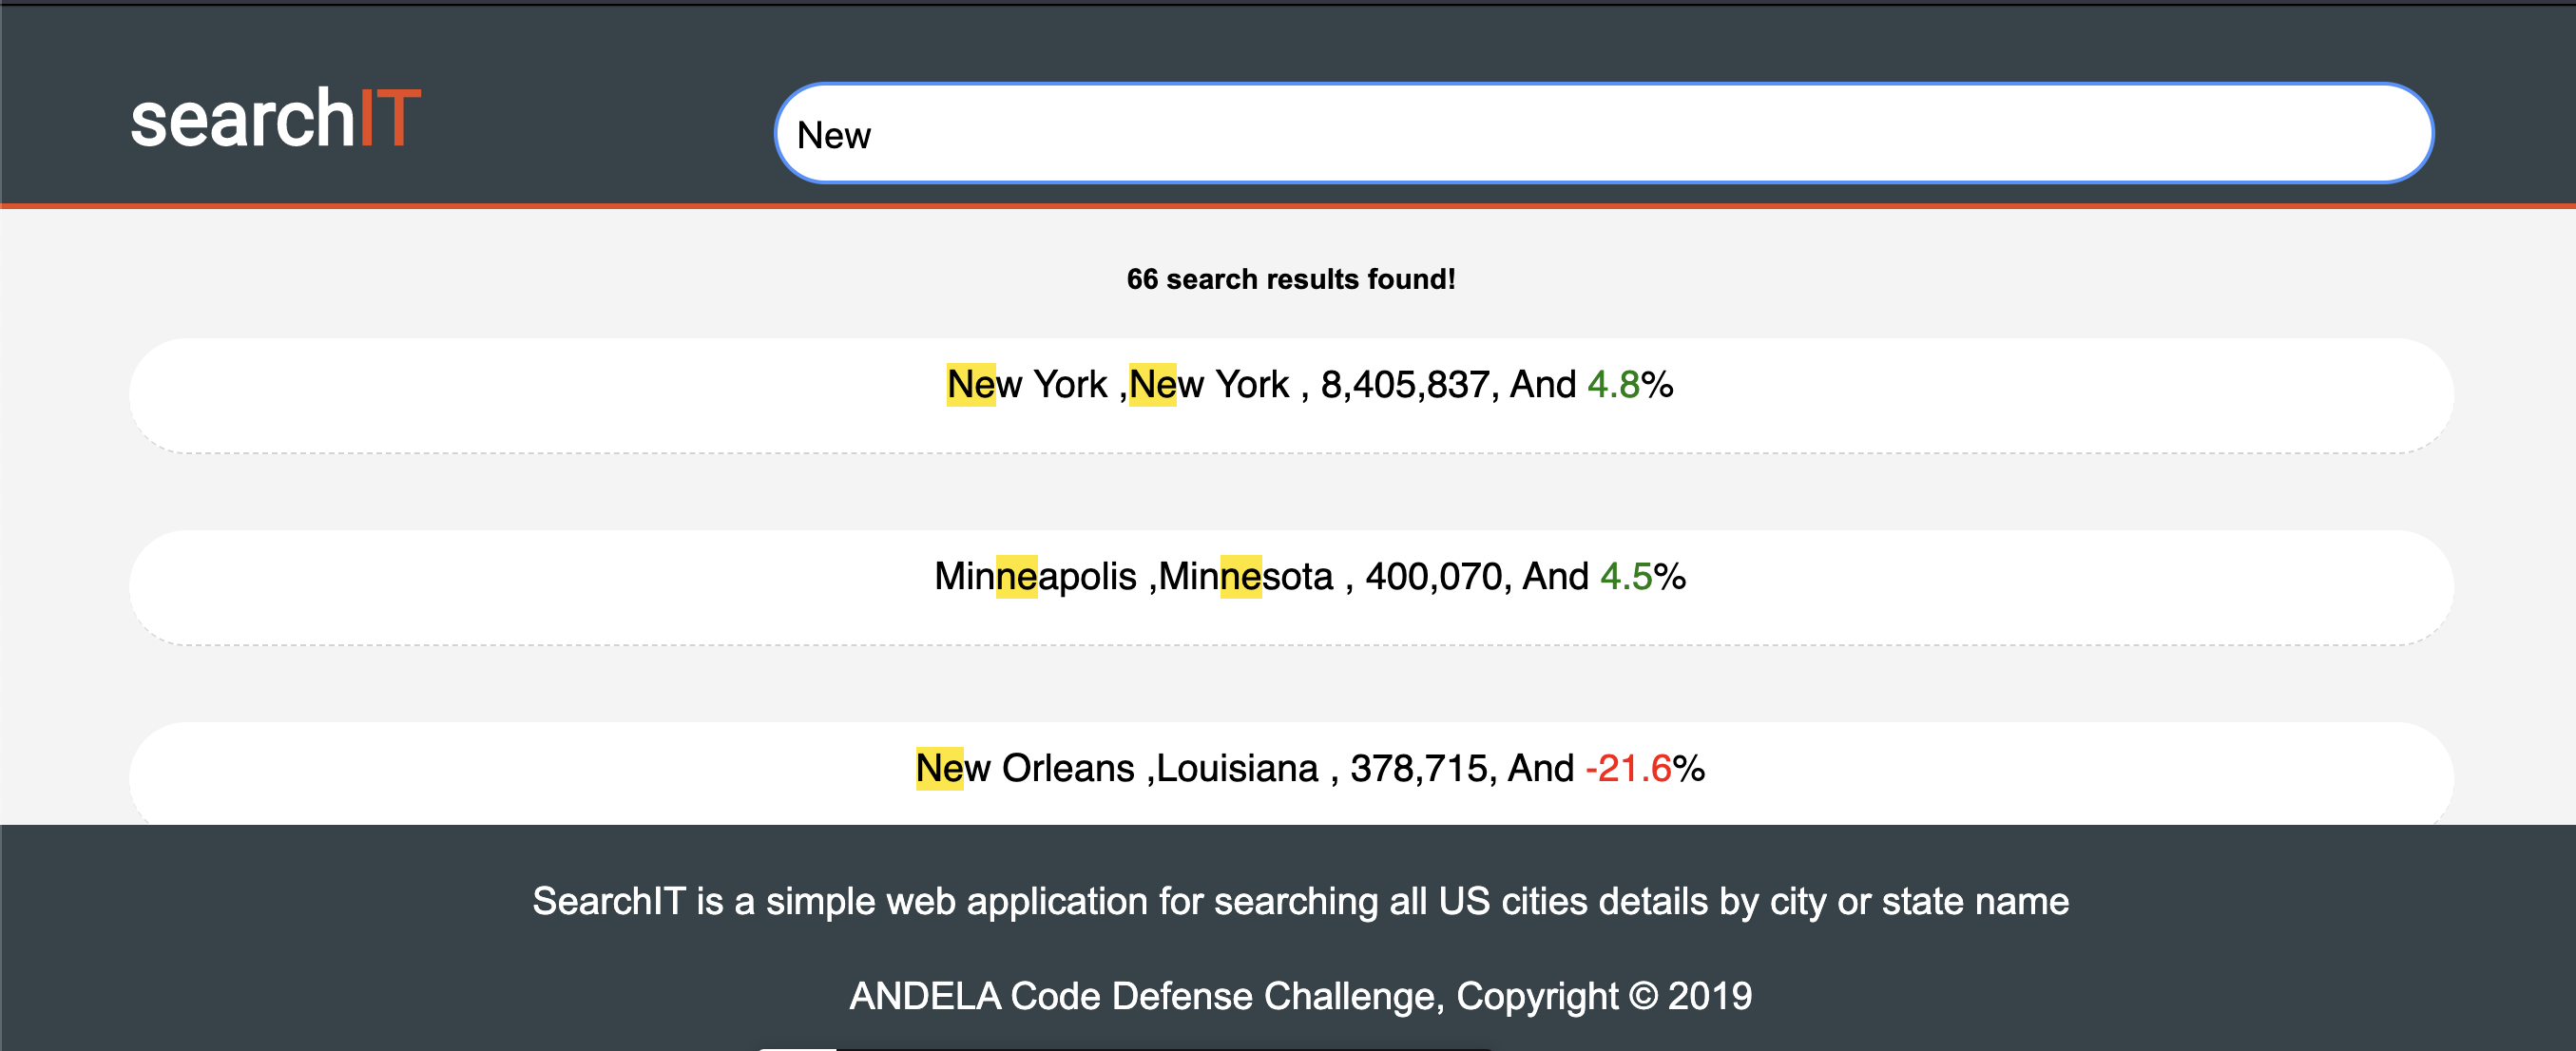 searchIT
New
66 search results found!
New York ,New York , 8,405,837, And 4.8%
Minneapolis ,Minnesota , 400,070, And 4.5%
New Orleans ,Louisiana , 378,715, And -21.6%
SearchIT is a simple web application for searching all US cities details by city or state name
ANDELA Code Defense Challenge, Copyright © 2019